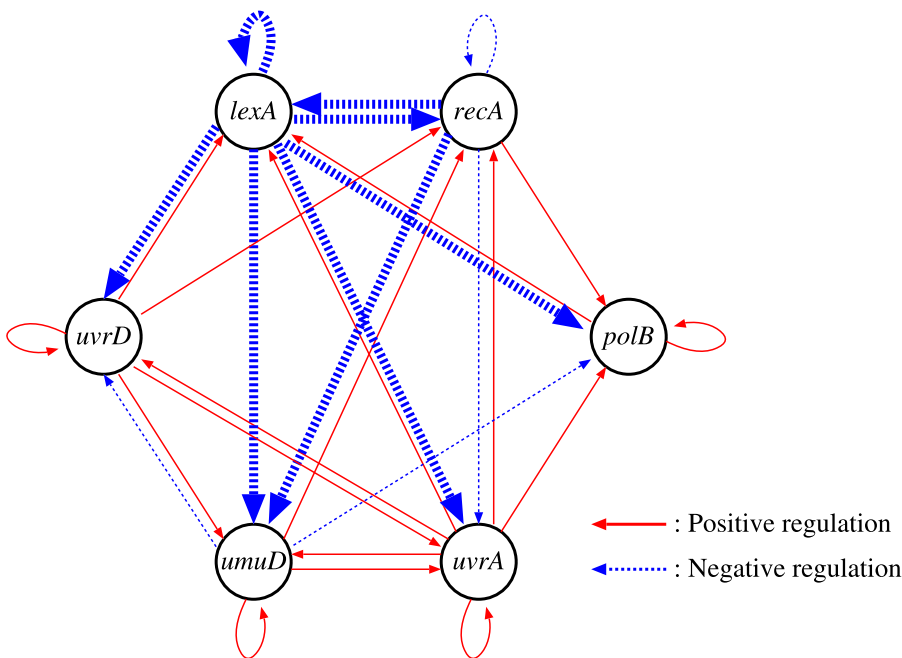 lexA
recA
uvrD
polB
umuD
uvrA
: Positive regulation
: Negative regulation